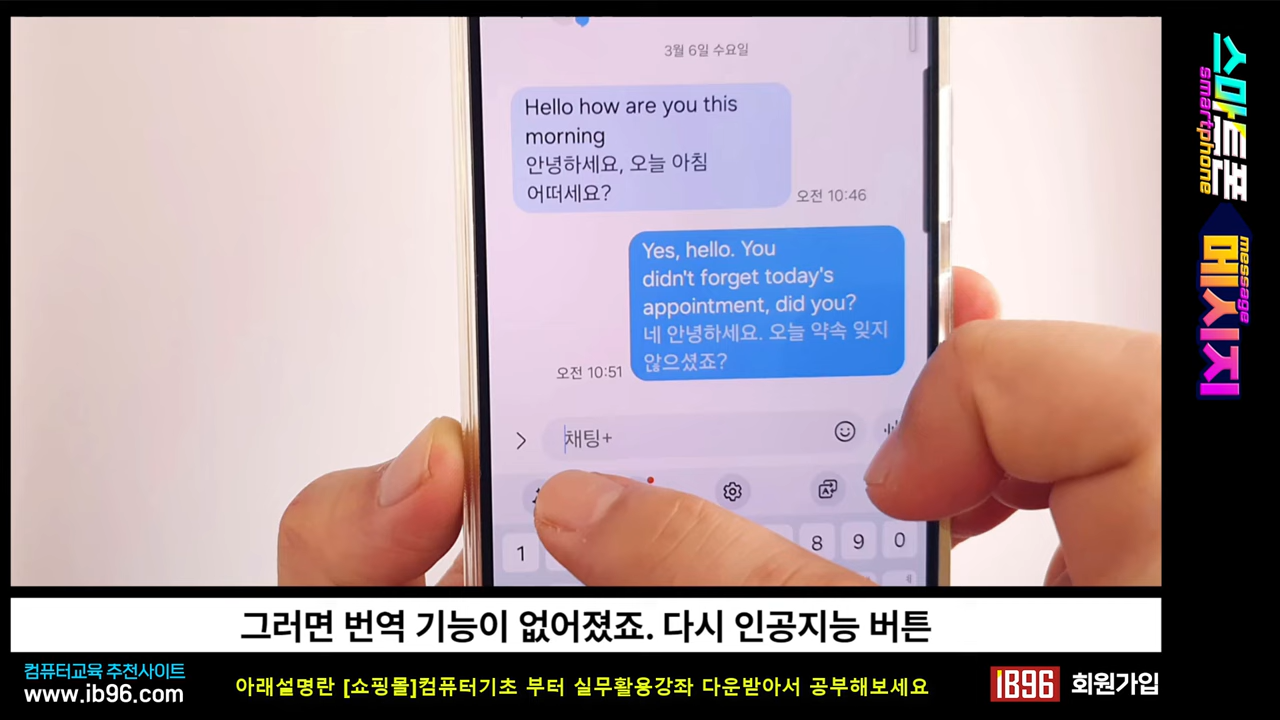 3월 6일 수요일
Hello how are you this
morning
안녕하세요, 오늘 아침
어떠세요?
오전 10:46
Yes, hello. You
didn't forget today's
appointment, did you?
네 안녕하세요. 오늘 약속 잊지
않으셨죠?
오전 10:51
채팅+
1
8 9 0
스마트폰
smartphone
메시지
message
그러면 번역 기능이 없어졌죠. 다시 인공지능 버튼
컴퓨터교육 추천사이트
www.ib96.com
아래설명란 [쇼핑몰]컴퓨터기초 부터 실무활용강좌 다운받아서 공부해보세요
IB96 회원가입